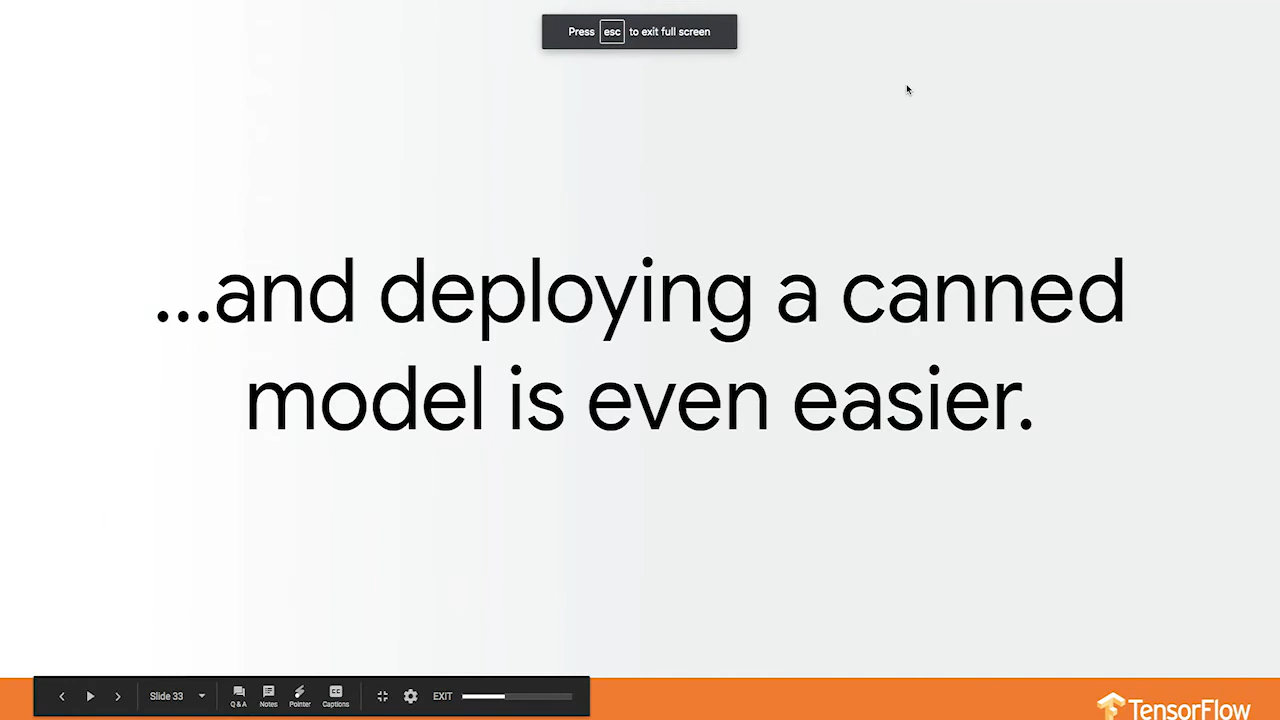 Press esc to exit full screen
...and deploying a canned
model is even easier.
Slide 33
Q & A
Notes
Pointer
Captions
EXIT
TensorFlow